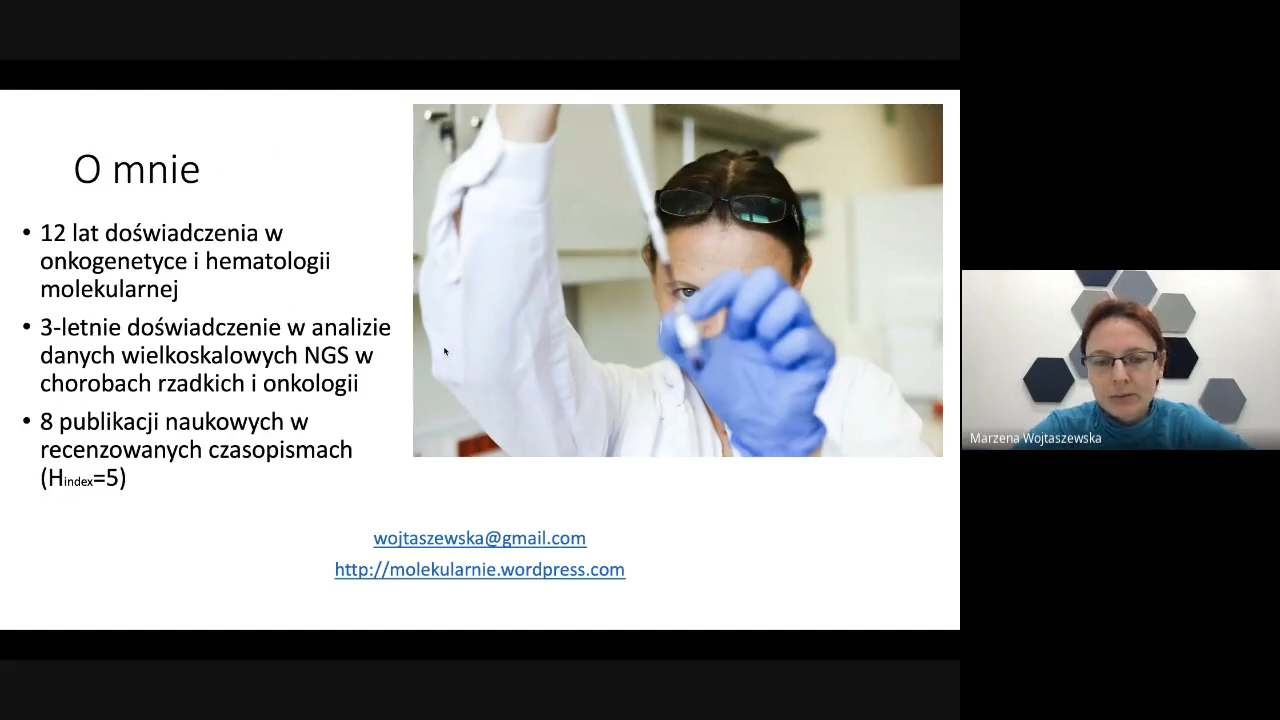 O mnie
• 12 lat doświadczenia w
onkogenetyce i hematologii
molekularnej
• 3-letnie doświadczenie w analizie
danych wielkoskalowych NGS w
chorobach rzadkich i onkologii
• 8 publikacji naukowych w
recenzowanych czasopismach
(Hindex=5)
wojtaszewska@gmail.com
http://molekularnie.wordpress.com
Marzena Wojtaszewska